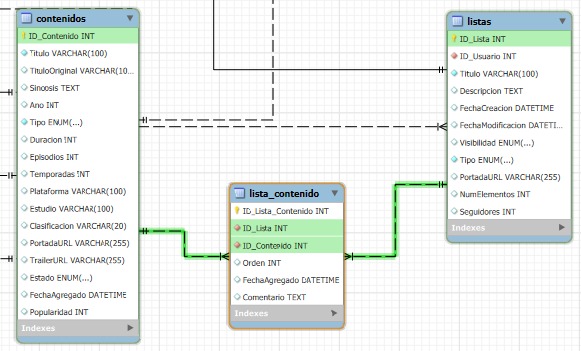 contenidos
ID_Contenido INT
Titulo VARCHAR(100)
TituloOriginal VARCHAR(10...
Sinosis TEXT
Ano INT
Tipo ENUM(...)
Duracion INT
Episodios INT
Temporadas INT
Plataforma VARCHAR(100)
Estudio VARCHAR(100)
Clasificacion VARCHAR(20)
PortadaURL VARCHAR(255)
TrailerURL VARCHAR(255)
Estado ENUM(...)
FechaAgregado DATETIME
Popularidad INT
Indexes
lista_contenido
ID_Lista_Contenido INT
ID_Lista INT
ID_Contenido INT
Orden INT
FechaAgregado DATETIME
Comentario TEXT
Indexes
listas
ID_Lista INT
ID_Usuario INT
Titulo VARCHAR(100)
Descripcion TEXT
FechaCreacion DATETIME
FechaModificacion DATETI...
Visibilidad ENUM(...)
Tipo ENUM(...)
PortadaURL VARCHAR(255)
NumElementos INT
Seguidores INT
Indexes